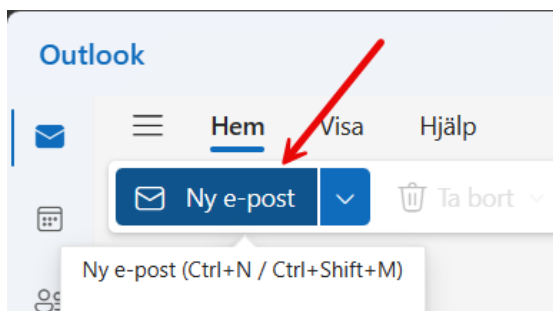 Outlook
Hem Visa Hjälp
Ny e-post Ta bort
Ny e-post (Ctrl+N / Ctrl+Shift+M)